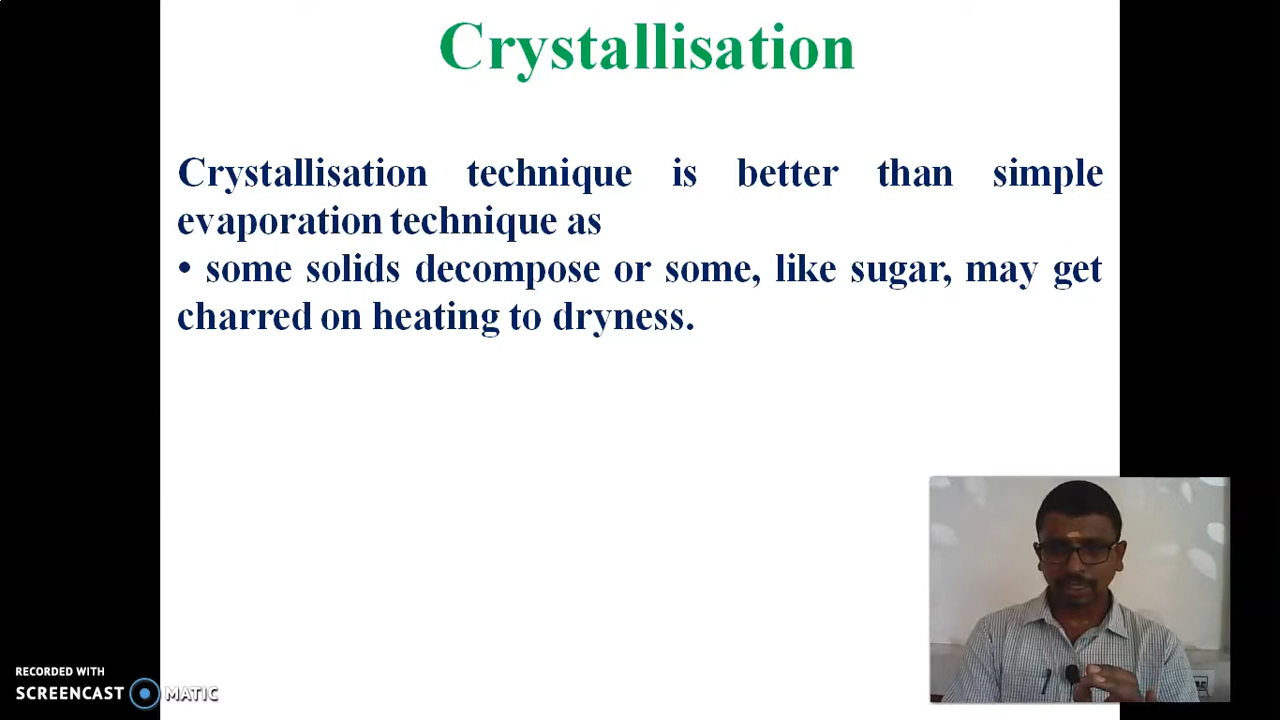 Crystallisation
Crystallisation technique is better than simple
evaporation technique as
• some solids decompose or some, like sugar, may get
charred on heating to dryness.
RECORDED WITH
SCREENCAST MATIC